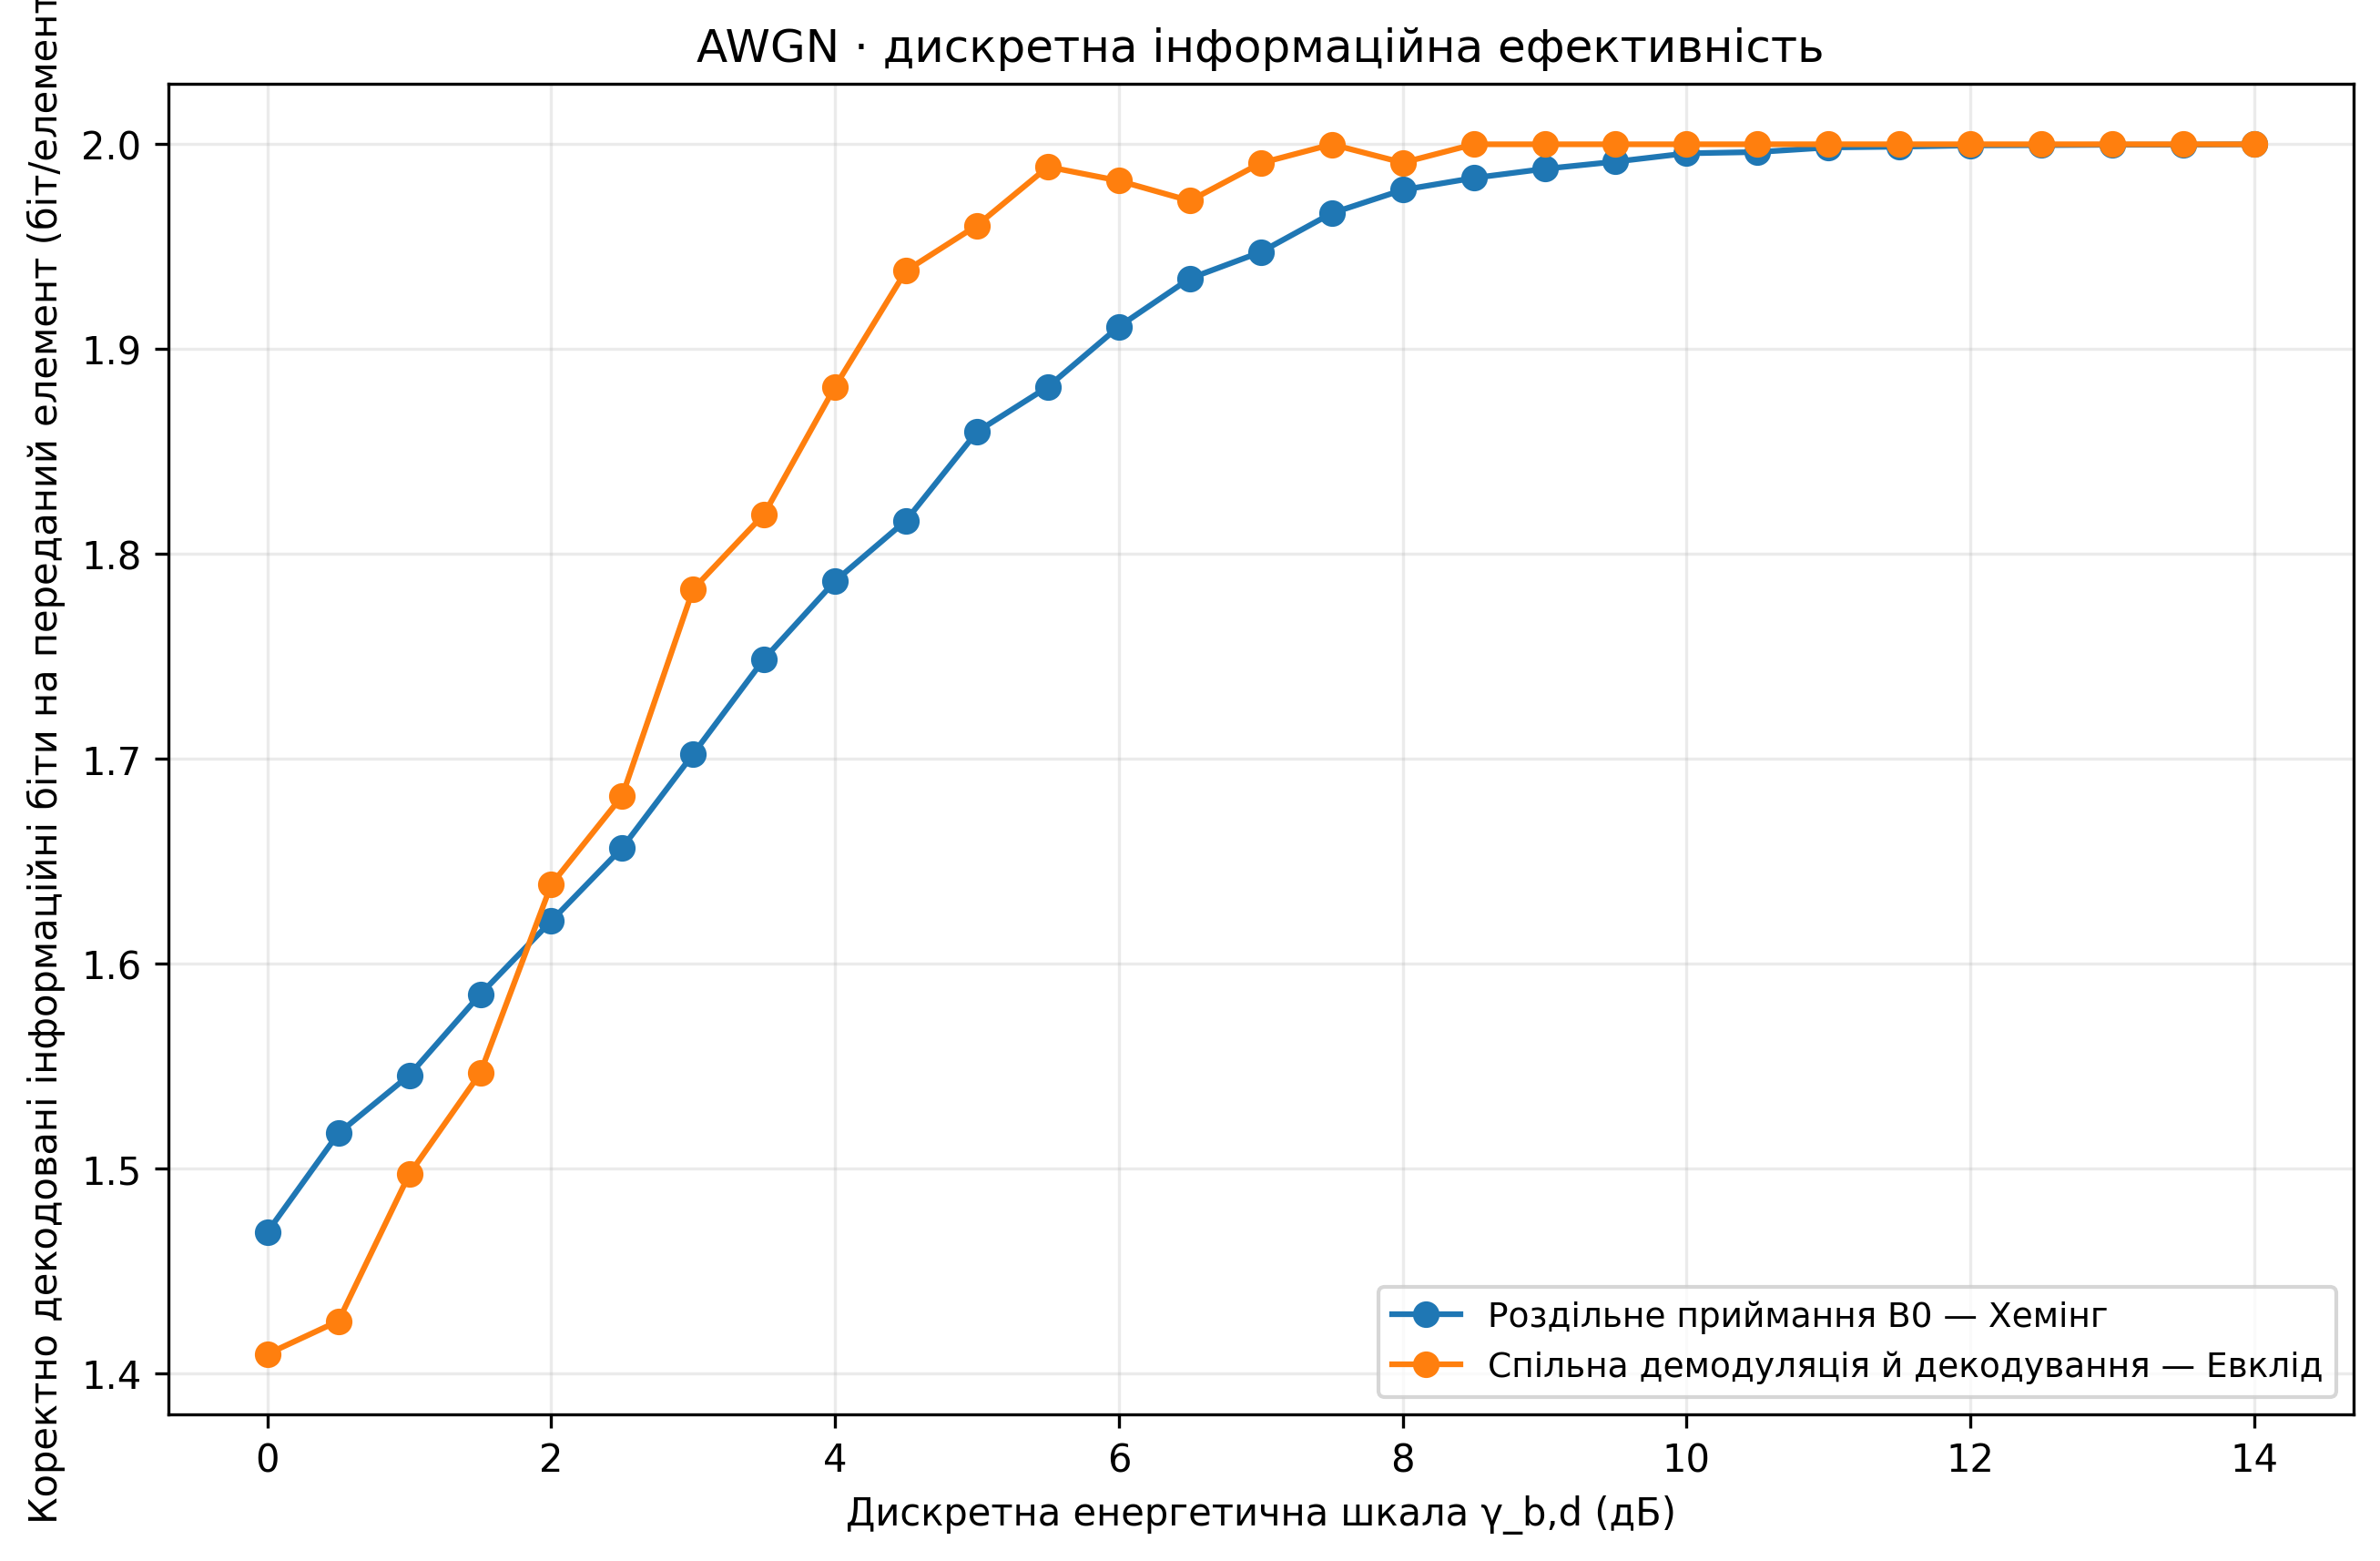 AWGN · дискретна інформаційна ефективність
Коректно декодовані інформаційні біти на переданий елемент (біт/елемент
2.0
1.9
1.8
1.7
1.6
1.5
1.4
0 2 4 6 8 10 12 14
Дискретна енергетична шкала γ_b,d (дБ)
Роздільне приймання B0 — Хемінг
Спільна демодуляція й декодування — Евклід